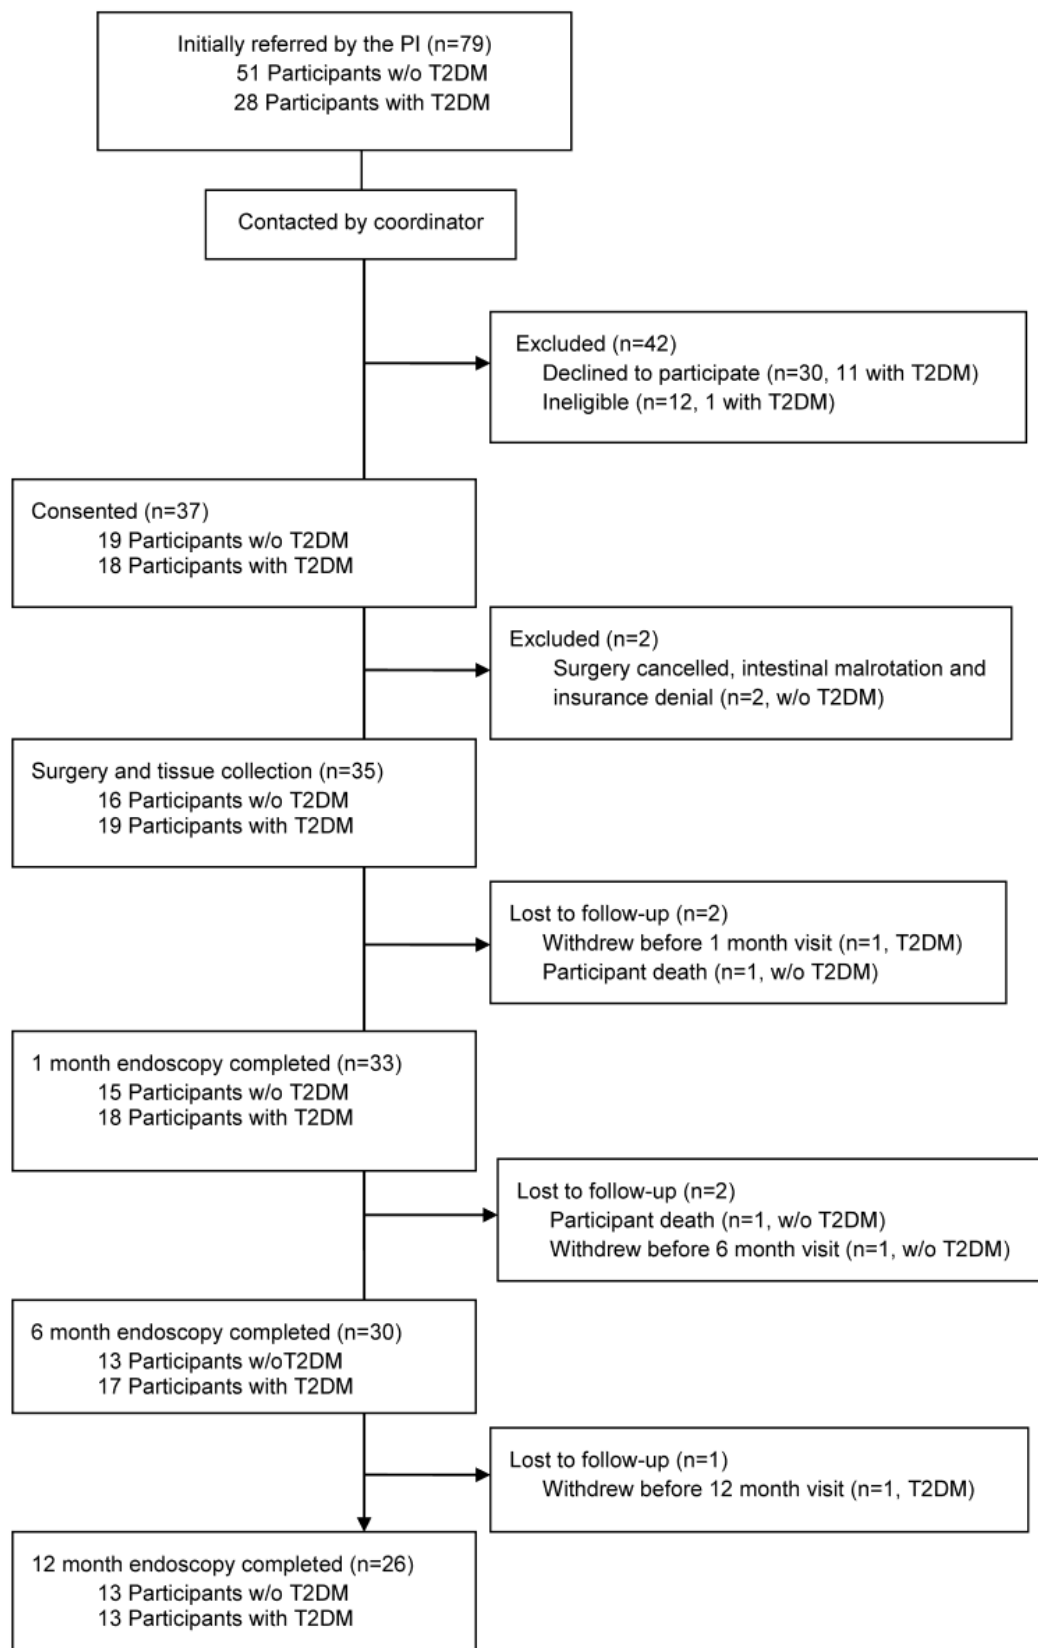 Initially referred by the PI (n=79)
51 Participants w/o T2DM
28 Participants with T2DM
Contacted by coordinator
Excluded (n=42)
Declined to participate (n=30, 11 with T2DM)
Ineligible (n=12, 1 with T2DM)
Consented (n=37)
19 Participants w/o T2DM
18 Participants with T2DM
Excluded (n=2)
Surgery cancelled, intestinal malrotation and
insurance denial (n=2, w/o T2DM)
Surgery and tissue collection (n=35)
16 Participants w/o T2DM
19 Participants with T2DM
Lost to follow-up (n=2)
Withdrew before 1 month visit (n=1, T2DM)
Participant death (n=1, w/o T2DM)
1 month endoscopy completed (n=33)
15 Participants w/o T2DM
18 Participants with T2DM
Lost to follow-up (n=2)
Participant death (n=1, w/o T2DM)
Withdrew before 6 month visit (n=1, w/o T2DM)
6 month endoscopy completed (n=30)
13 Participants w/oT2DM
17 Participants with T2DM
Lost to follow-up (n=1)
Withdrew before 12 month visit (n=1, T2DM)
12 month endoscopy completed (n=26)
13 Participants w/o T2DM
13 Participants with T2DM